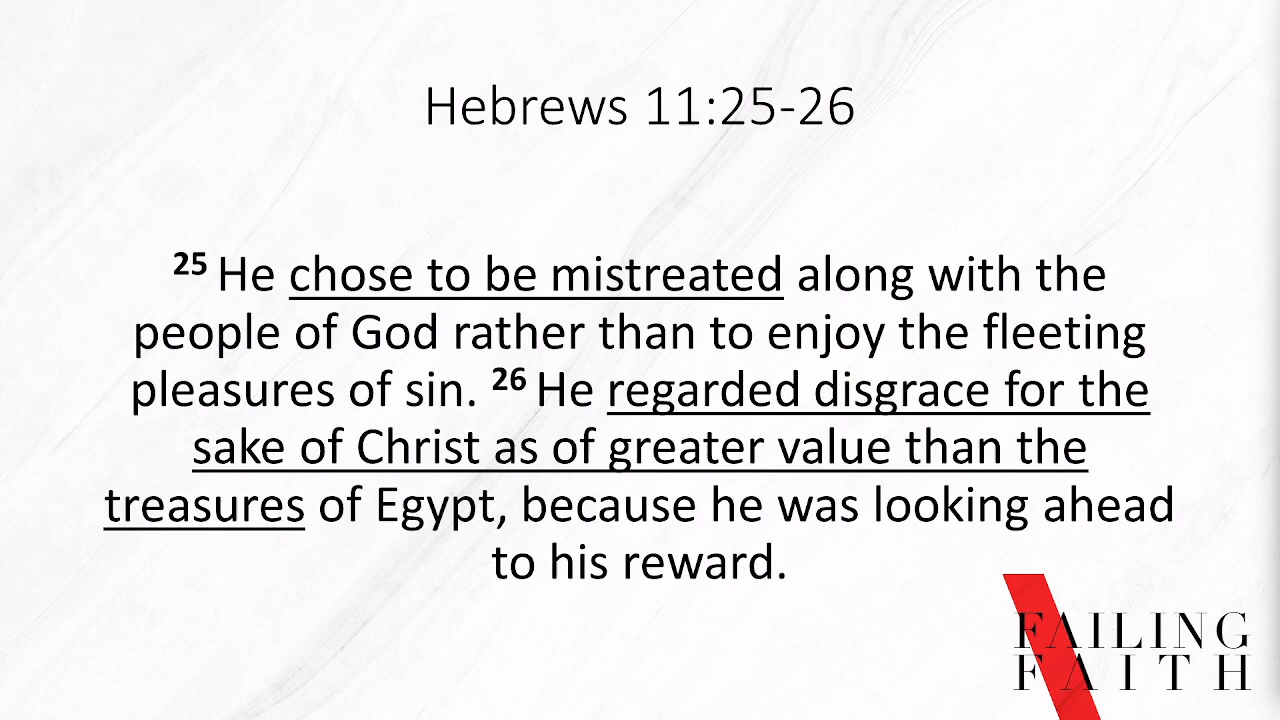 Hebrews 11:25-26
25 He chose to be mistreated along with the
people of God rather than to enjoy the fleeting
pleasures of sin. 26 He regarded disgrace for the
sake of Christ as of greater value than the
treasures of Egypt, because he was looking ahead
to his reward.
FAILING
FAITH